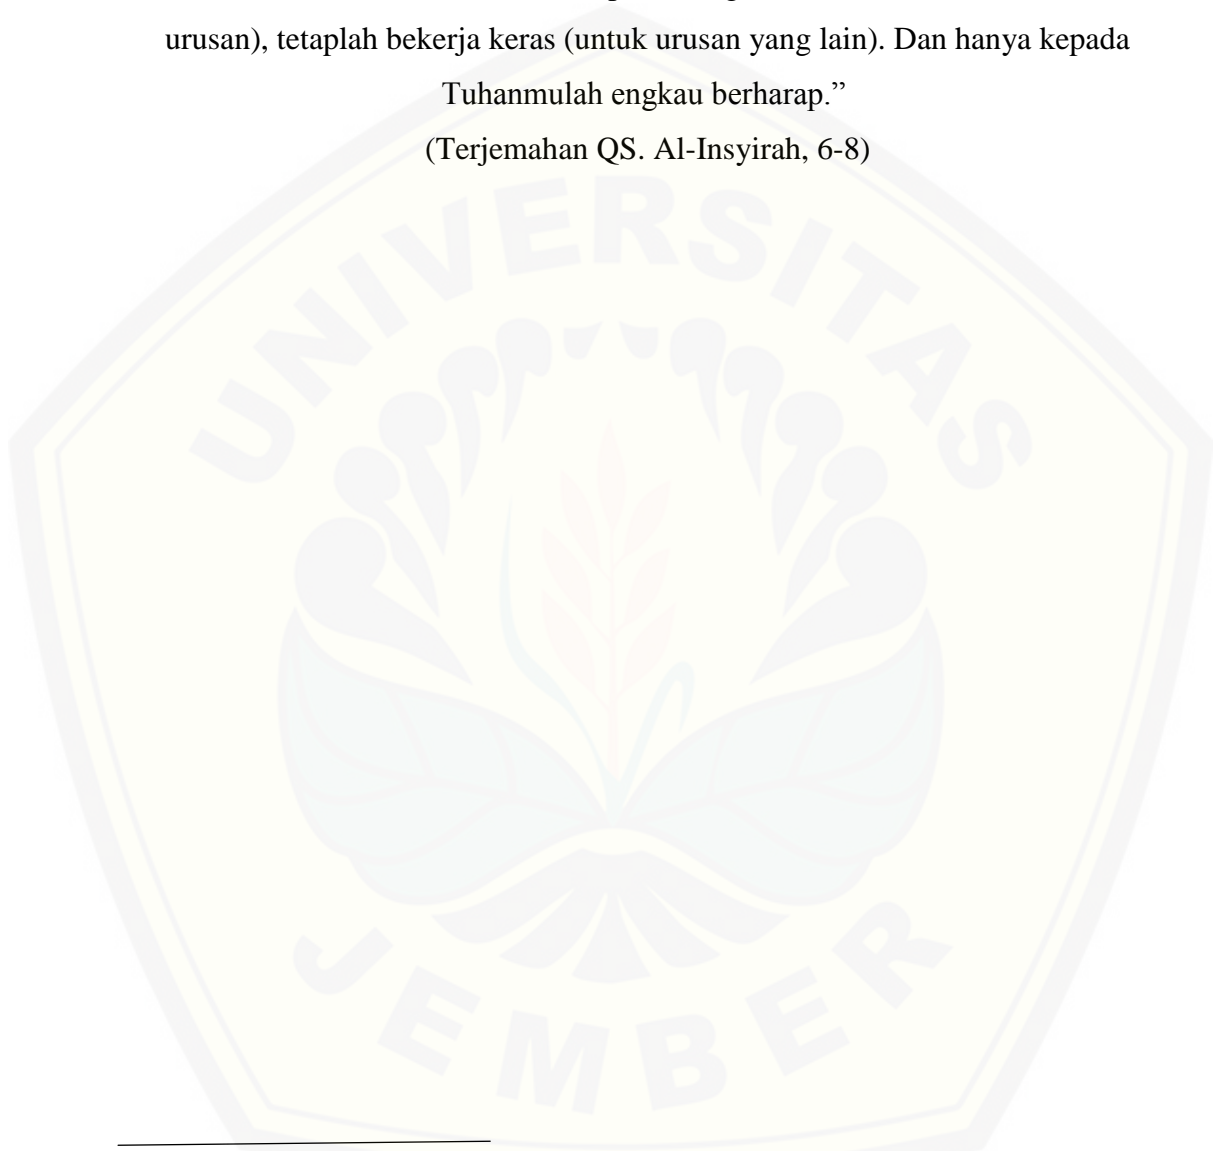 urusan), tetaplah bekerja keras (untuk urusan yang lain). Dan hanya kepada
Tuhanmulah engkau berharap.”
(Terjemahan QS. Al-Insyirah, 6-8)
UNIVERSITAS
JEMBER